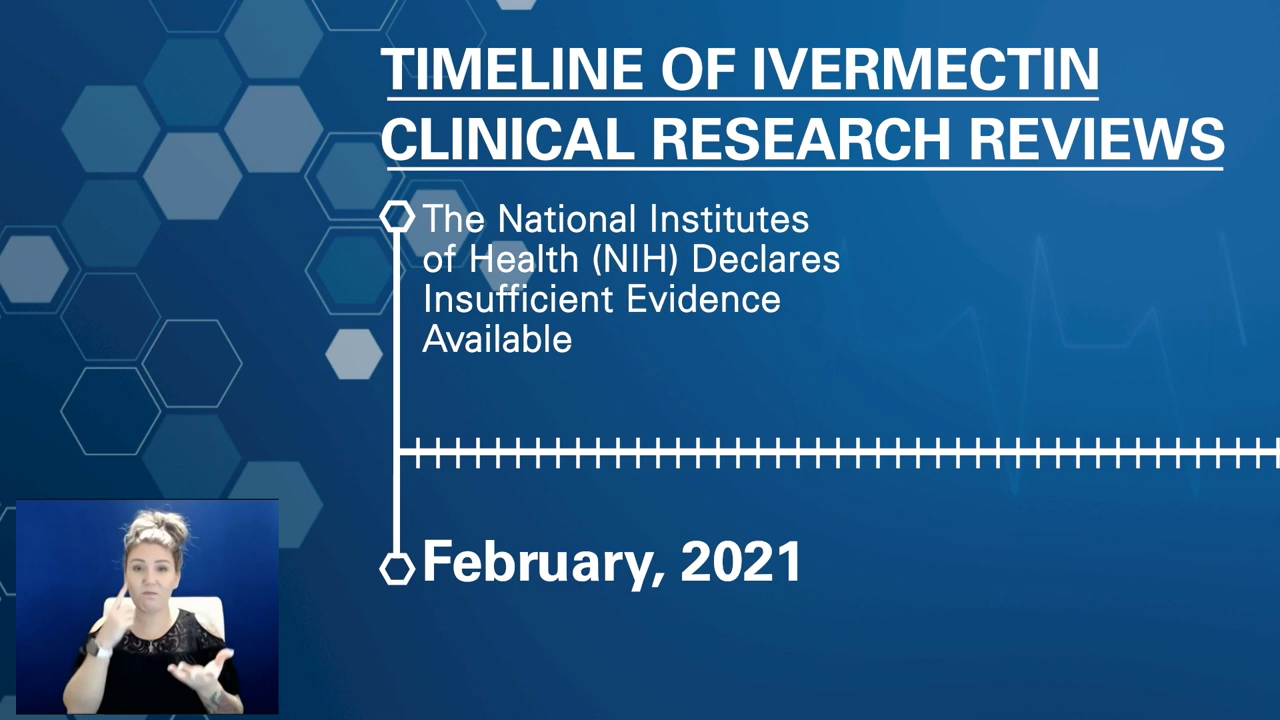 TIMELINE OF IVERMECTIN
CLINICAL RESEARCH REVIEWS
The National Institutes
of Health (NIH) Declares
Insufficient Evidence
Available
February, 2021